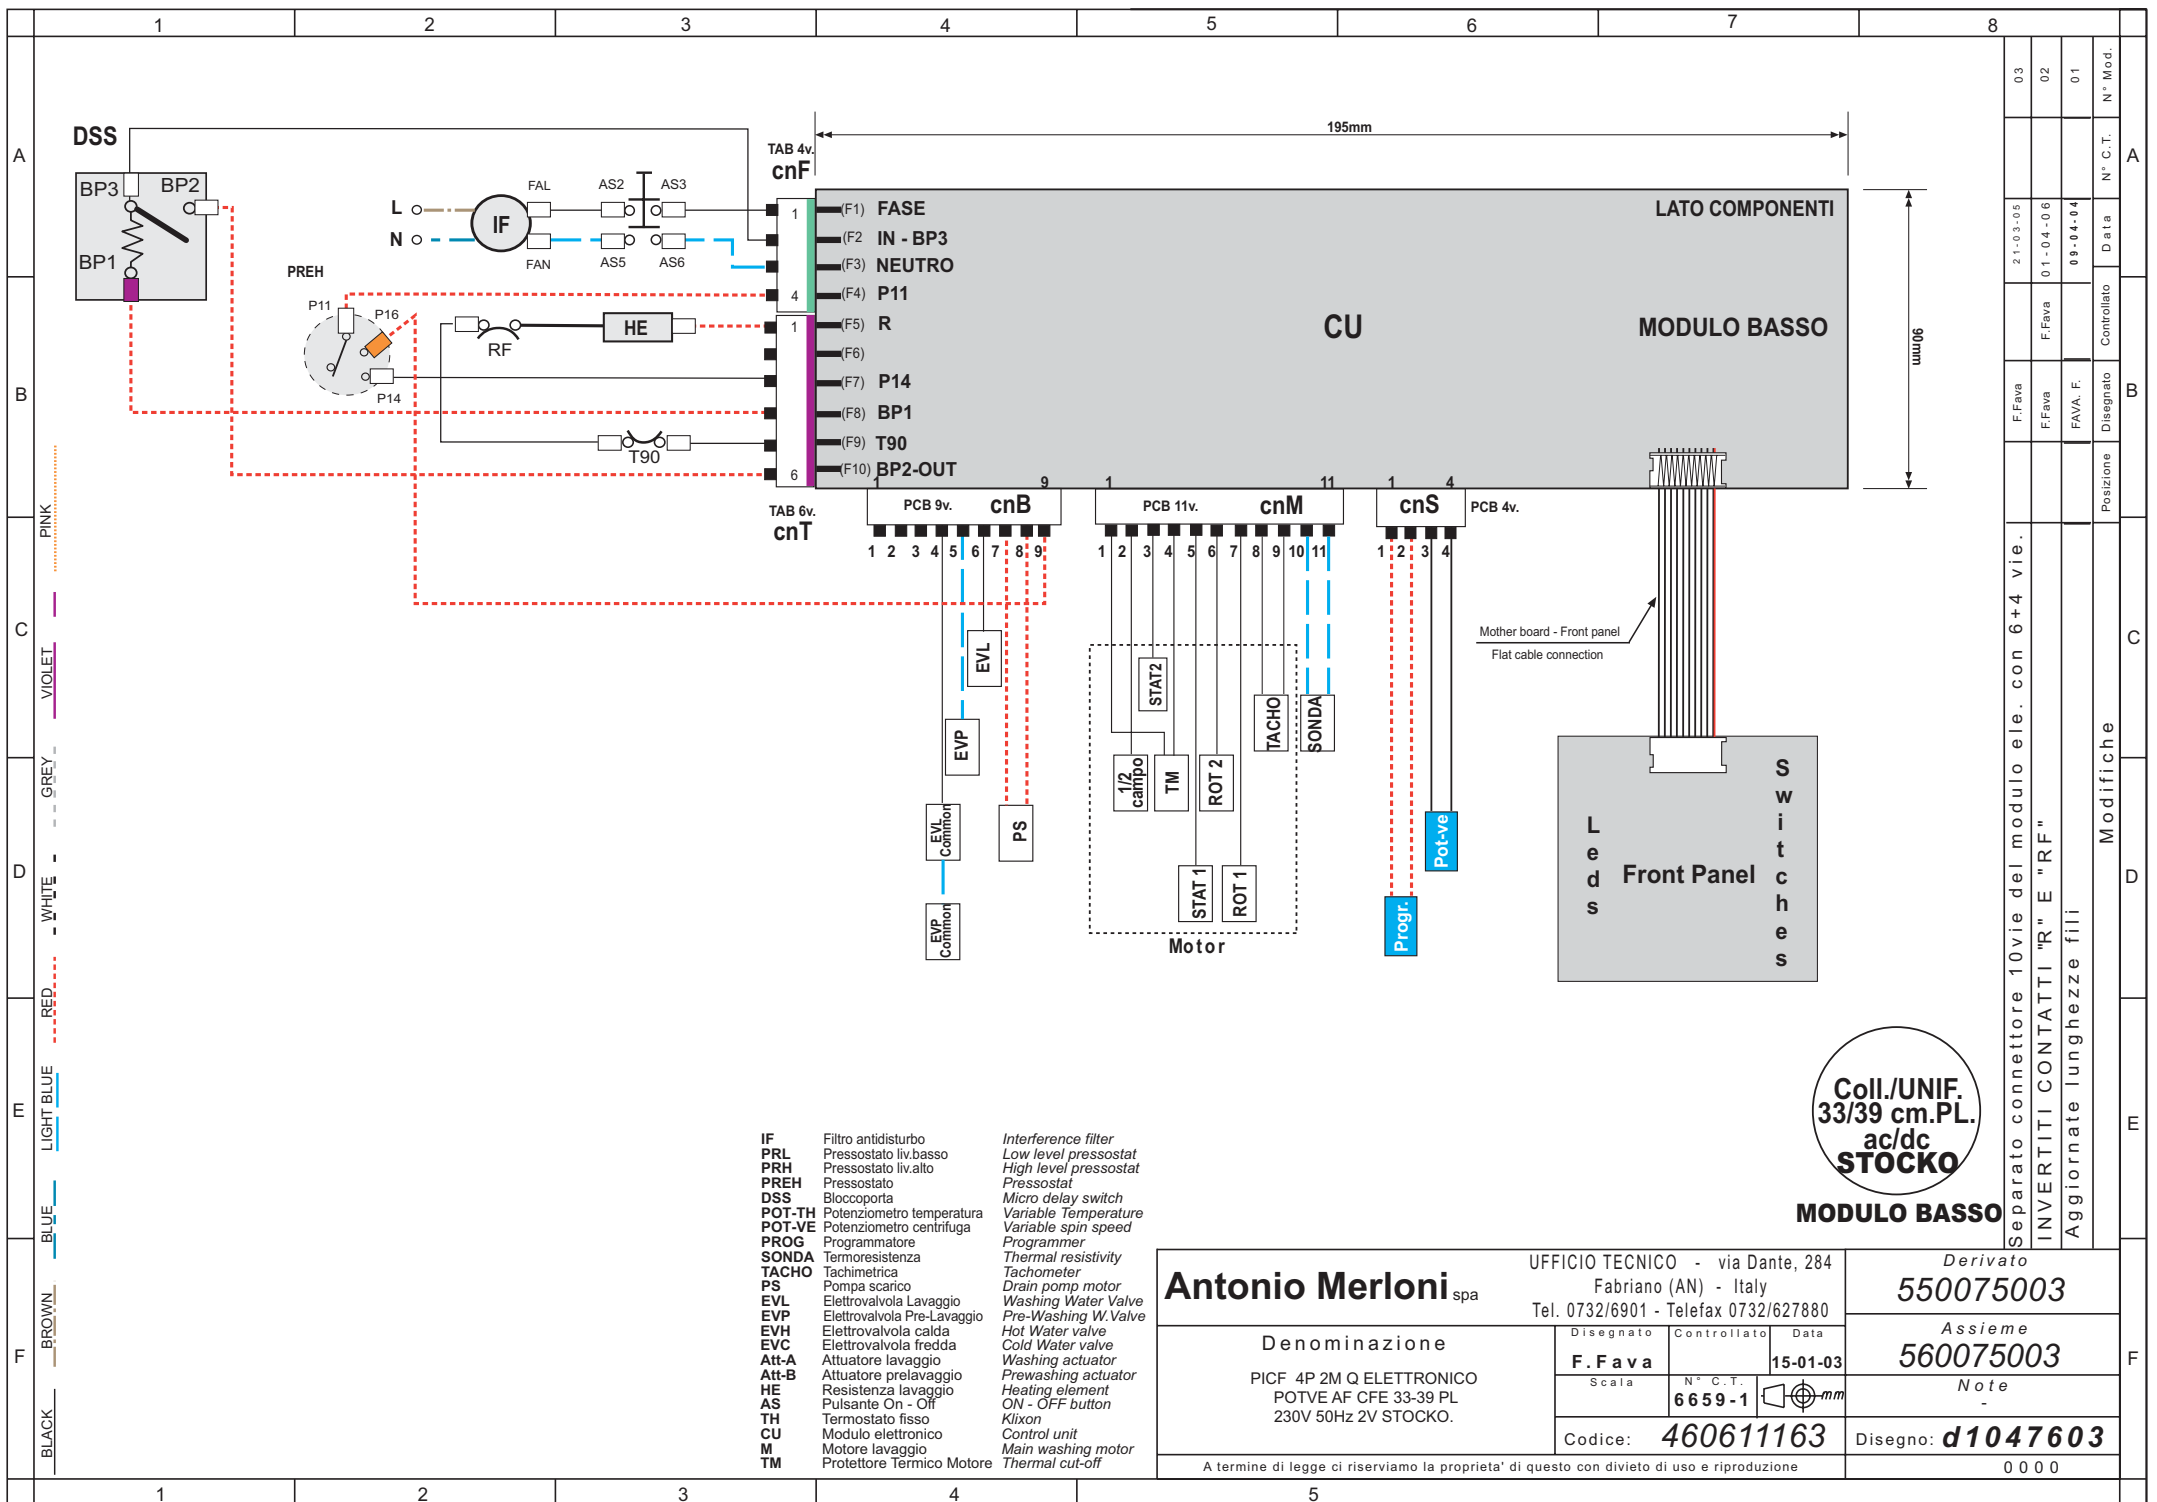 1 2 3 4 5 6 7 8
A
B
C
D
E
F
DSS
BP3
BP2
BP1
PREH
P11
P16
P14
L
N
IF
FAL
FAN
AS2
AS3
AS5
AS6
RF
HE
T90
TAB 4v.
cnF
1
4
1
6
TAB 6v.
cnT
195mm
90mm
(F1) FASE
(F2 IN - BP3
(F3) NEUTRO
(F4) P11
(F5) R
(F6)
(F7) P14
(F8) BP1
(F9) T90
(F10) BP2-OUT
LATO COMPONENTI
CU
MODULO BASSO
1 9
PCB 9v. cnB
1 2 3 4 5 6 7 8 9
1 11
PCB 11v. cnM
1 2 3 4 5 6 7 8 9 10 11
1 4
cnS PCB 4v.
1 2 3 4
EVL
EVP
EVL Common
EVP Common
PS
STAT2
1/2 campo
TM
ROT 2
STAT 1
ROT 1
TACHO
SONDA
Motor
Pot-ve
Progr.
Mother board - Front panel
Flat cable connection
Leds
Front Panel
Switches
PINK
VIOLET
GREY
WHITE
RED
LIGHT BLUE
BLUE
BROWN
BLACK
IF Filtro antidisturbo Interference filter
PRL Pressostato liv.basso Low level pressostat
PRH Pressostato liv.alto High level pressostat
PREH Pressostato Pressostat
DSS Bloccoporta Micro delay switch
POT-TH Potenziometro temperatura Variable Temperature
POT-VE Potenziometro centrifuga Variable spin speed
PROG Programmatore Programmer
SONDA Termoresistenza Thermal resistivity
TACHO Tachimetrica Tachometer
PS Pompa scarico Drain pomp motor
EVL Elettrovalvola Lavaggio Washing Water Valve
EVP Elettrovalvola Pre-Lavaggio Pre-Washing W.Valve
EVH Elettrovalvola calda Hot Water valve
EVC Elettrovalvola fredda Cold Water valve
Att-A Attuatore lavaggio Washing actuator
Att-B Attuatore prelavaggio Prewashing actuator
HE Resistenza lavaggio Heating element
AS Pulsante On - Off ON - OFF button
TH Termostato fisso Klixon
CU Modulo elettronico Control unit
M Motore lavaggio Main washing motor
TM Protettore Termico Motore Thermal cut-off
Coll./UNIF.
33/39 cm.PL.
ac/dc
STOCKO
MODULO BASSO
03 21-03-05 F.Fava Separato connettore 10vie del modulo ele. con 6+4 vie.
02 01-04-06 F.Fava F.Fava INVERTITI CONTATTI "R" E "RF"
01 09-04-04 FAVA. F. Aggiornate lunghezze fili
N° Mod. N° C.T. Data Controllato Disegnato Posizione Modifiche
Antonio Merloni spa
UFFICIO TECNICO - via Dante, 284
Fabriano (AN) - Italy
Tel. 0732/6901 - Telefax 0732/627880
Derivato
550075003
Denominazione
PICF 4P 2M Q ELETTRONICO
POTVE AF CFE 33-39 PL
230V 50Hz 2V STOCKO.
Disegnato Controllato Data
F.Fava 15-01-03
Assieme
560075003
Scala N° C.T.
6659-1 mm
Note
-
Codice: 460611163
Disegno: d1047603
A termine di legge ci riserviamo la proprieta' di questo con divieto di uso e riproduzione
0000
A
B
C
D
E
F
1 2 3 4 5